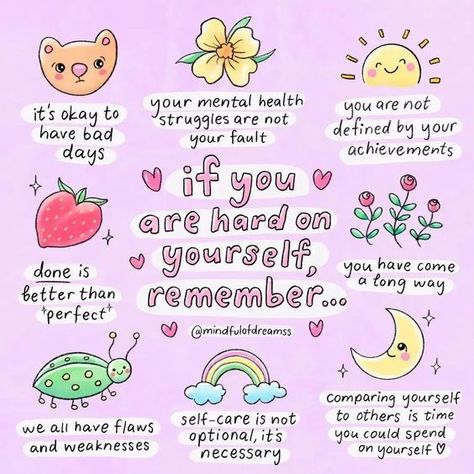 it's okay to
have bad
days
your mental health
struggles are not
your fault
you are not
defined by your
achievements
if you
are hard on
yourself,
remember...
@mindfulofdreamss
done is
better than
"perfect"
you have come
a long way
we all have flaws
and weaknesses
self-care is not
optional, it's
necessary
comparing yourself
to others is time
you could spend
on yourself ♡